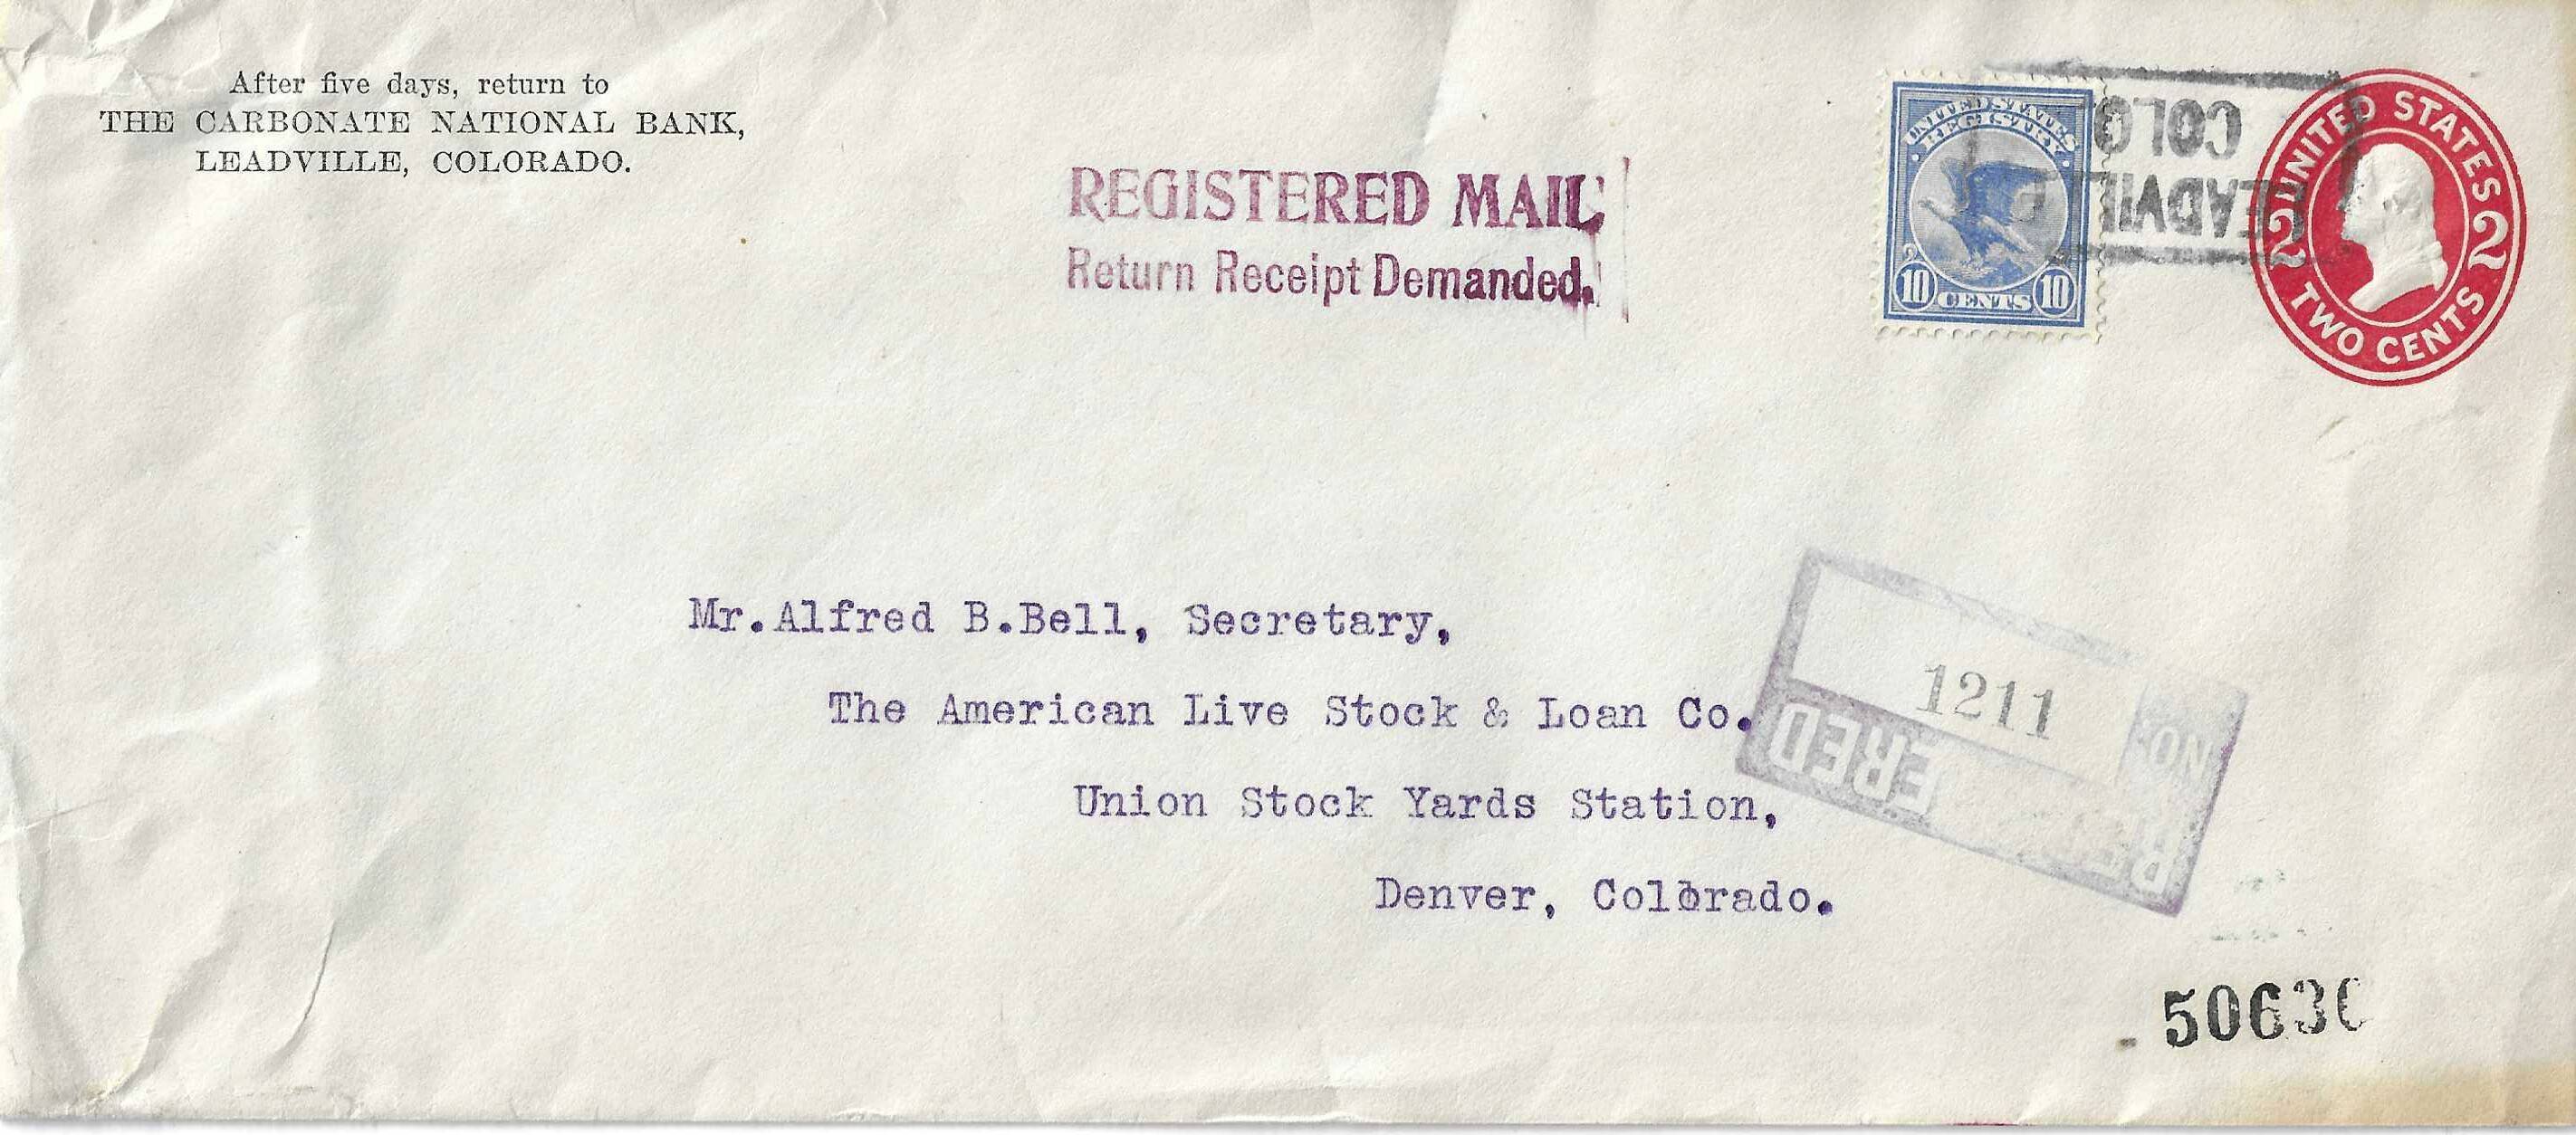 After five days, return to
THE CARBONATE NATIONAL BANK,
LEADVILLE, COLORADO.
REGISTERED MAIL
Return Receipt Demanded.
UNITED STATES
REGISTRY
10 CENTS 10
COLO
UNITED STATES
2 2
TWO CENTS
Mr.Alfred B.Bell, Secretary,
The American Live Stock & Loan Co.
Union Stock Yards Station,
Denver, Colorado.
NO. 1211